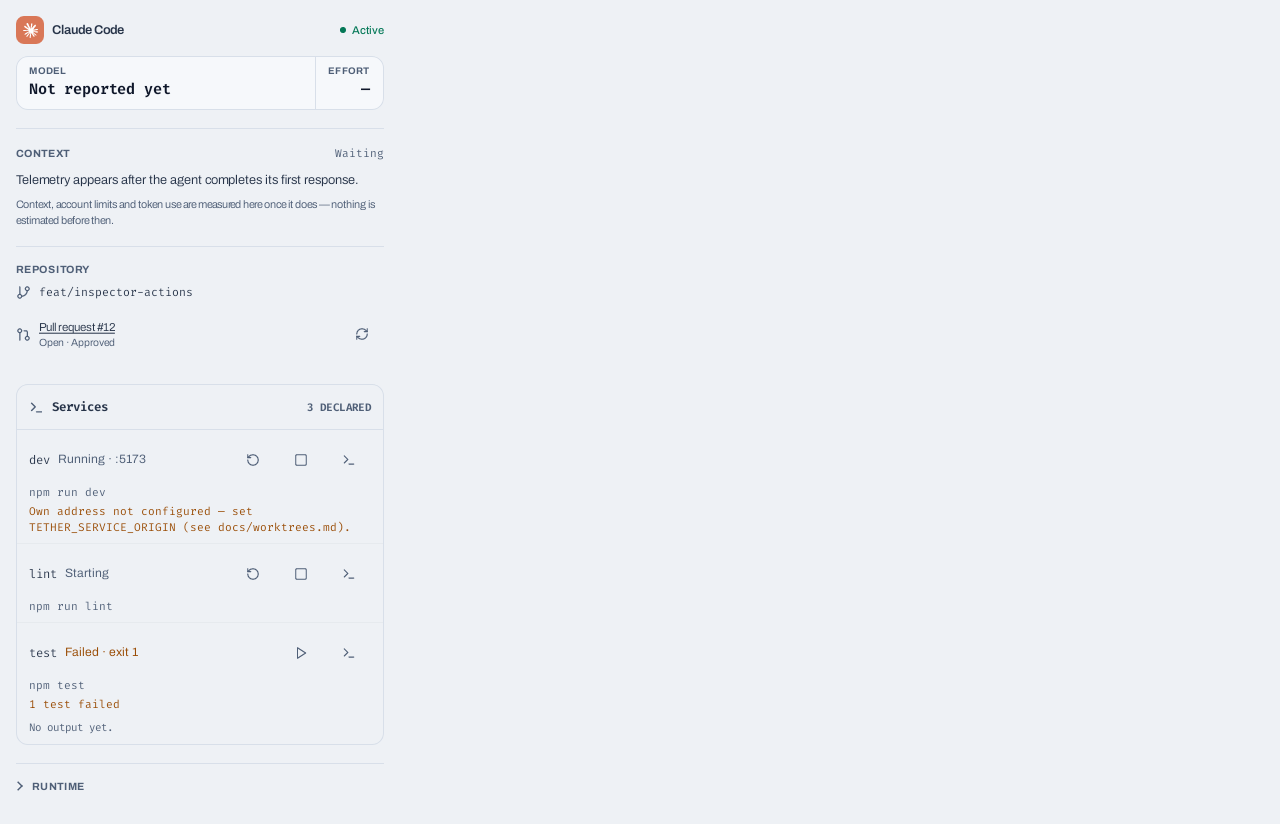 Claude Code
Active
MODEL
EFFORT
Not reported yet
—
CONTEXT
Waiting
Telemetry appears after the agent completes its first response.
Context, account limits and token use are measured here once it does — nothing is
estimated before then.
REPOSITORY
feat/inspector-actions
Pull request #12
Open · Approved
Services
3 DECLARED
dev Running · :5173
npm run dev
Own address not configured — set
TETHER_SERVICE_ORIGIN (see docs/worktrees.md).
lint Starting
npm run lint
test Failed · exit 1
npm test
1 test failed
No output yet.
RUNTIME